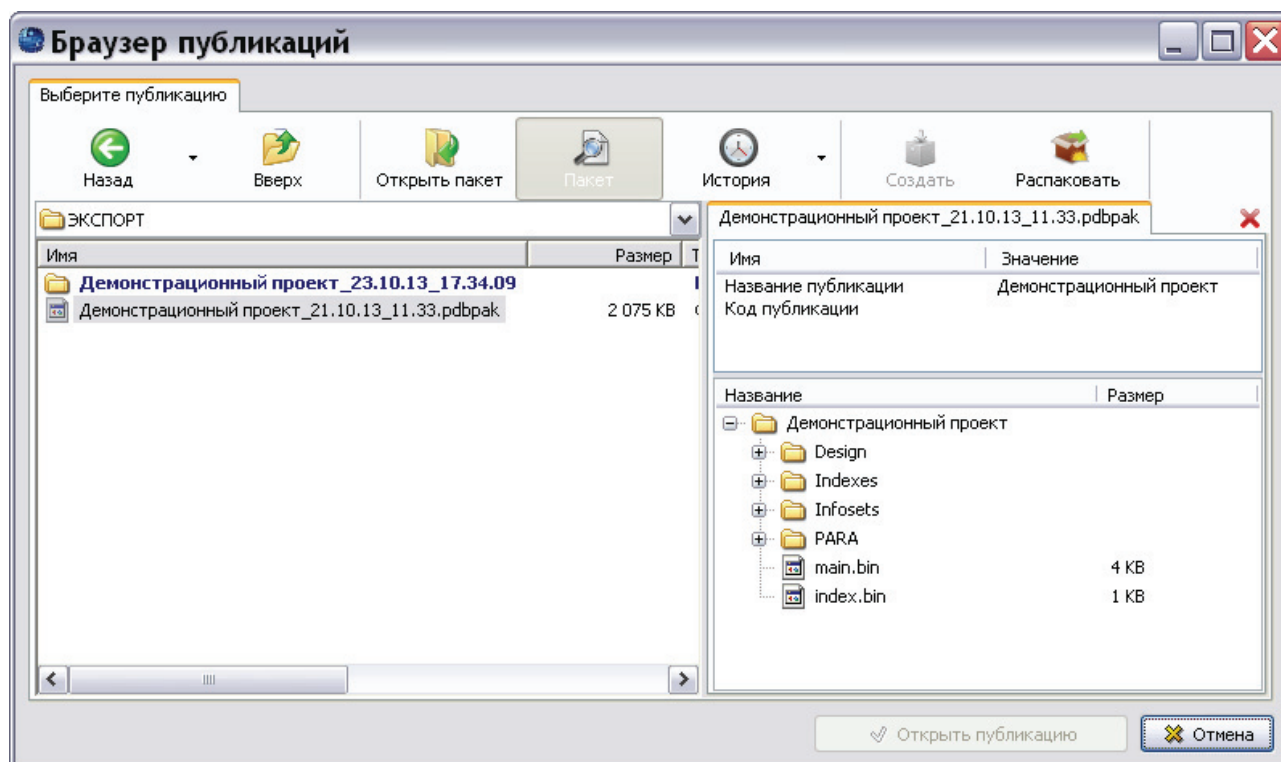 Браузер публикаций
Выберите публикацию
Назад
Вверх
Открыть пакет
Пакет
История
Создать
Распаковать
ЭКСПОРТ
Имя Размер
Демонстрационный проект_23.10.13_17.34.09
Демонстрационный проект_21.10.13_11.33.pdbpak 2 075 KB
Демонстрационный проект_21.10.13_11.33.pdbpak
Имя Значение
Название публикации Демонстрационный проект
Код публикации
Название Размер
Демонстрационный проект
Design
Indexes
Infosets
PARA
main.bin 4 KB
index.bin 1 KB
Открыть публикацию
Отмена